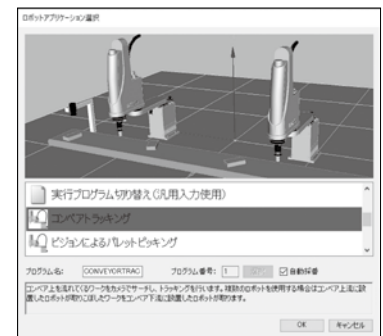 ロボットアプリケーション選択
実行プログラム切り替え（汎用入力使用）
コンベアトラッキング
ビジョンによるパレットピッキング
プログラム名: CONVEYORTRAC プログラム番号: 1 自動採番
コンベア上を流れてくるワークをカメラでサーチし、トラッキングを行います。複数のロボットを使用する場合はコンベア上流に設
置したロボットが取りこぼしたワークをコンベア下流に設置したロボットが取ります。
OK キャンセル